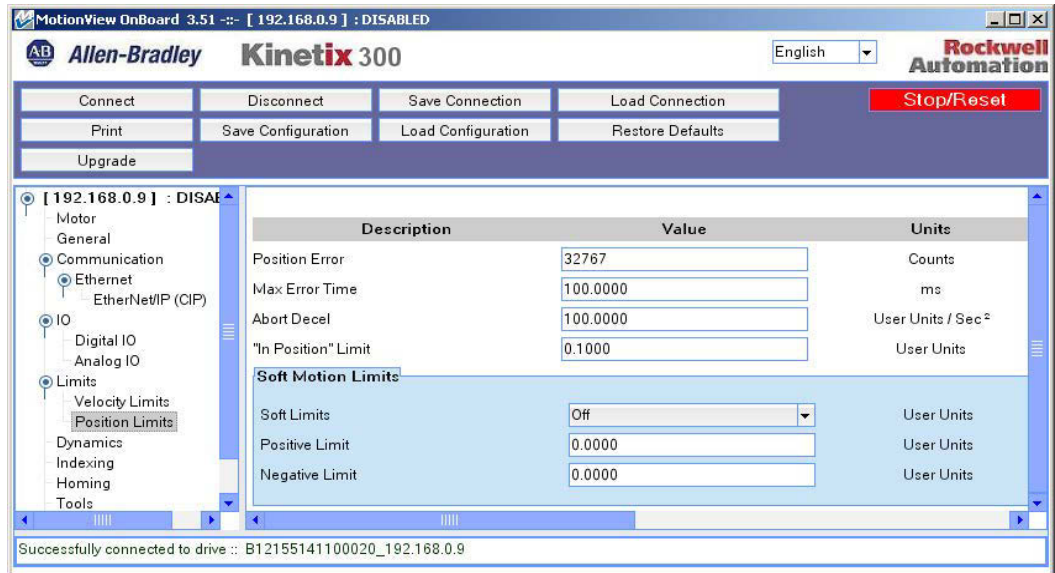 MotionView OnBoard 3.51 -::- [ 192.168.0.9 ] : DISABLED
AB Allen-Bradley Kinetix 300 English Rockwell Automation
Connect Disconnect Save Connection Load Connection Stop/Reset
Print Save Configuration Load Configuration Restore Defaults
Upgrade
[ 192.168.0.9 ] : DISAE
Motor
General
Communication
Ethernet
EtherNet/IP (CIP)
IO
Digital IO
Analog IO
Limits
Velocity Limits
Position Limits
Dynamics
Indexing
Homing
Tools
Description Value Units
Position Error 32767 Counts
Max Error Time 100.0000 ms
Abort Decel 100.0000 User Units / Sec²
"In Position" Limit 0.1000 User Units
Soft Motion Limits
Soft Limits Off User Units
Positive Limit 0.0000 User Units
Negative Limit 0.0000 User Units
Successfully connected to drive :: B12155141100020_192.168.0.9